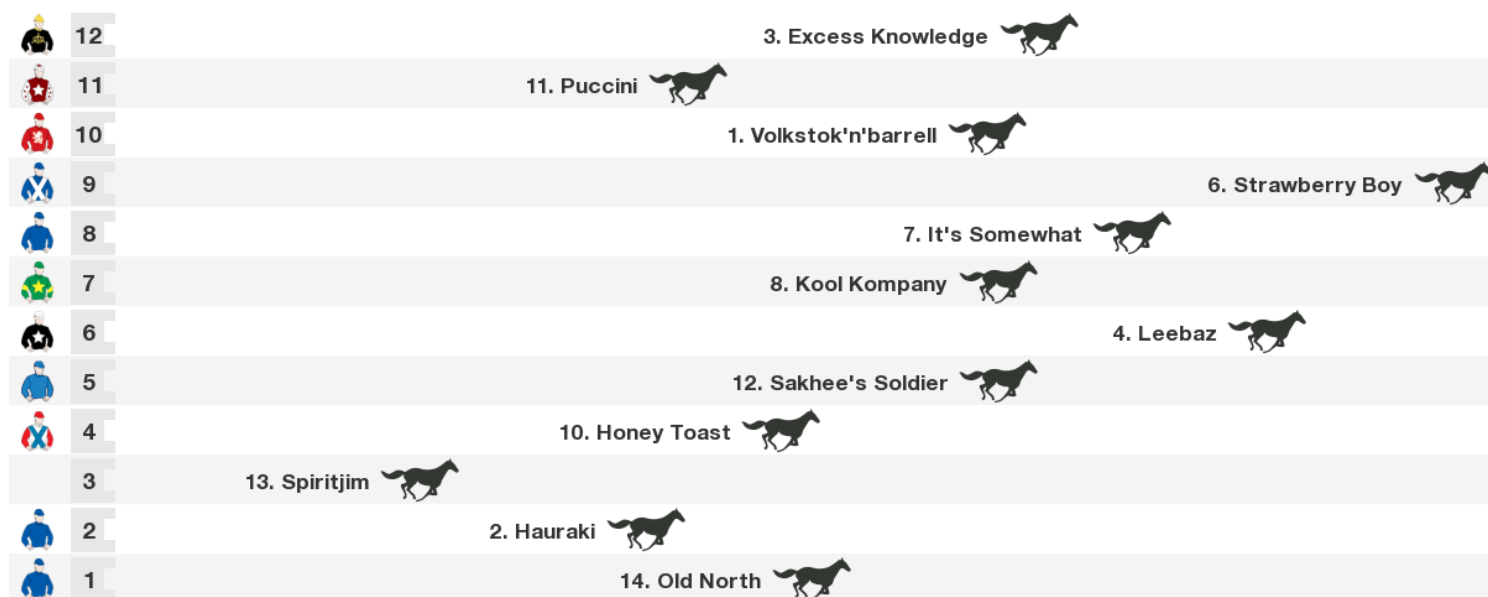 12 3. Excess Knowledge
11 11. Puccini
10 1. Volkstok'n'barrell
9 6. Strawberry Boy
8 7. It's Somewhat
7 8. Kool Kompany
6 4. Leebaz
5 12. Sakhee's Soldier
4 10. Honey Toast
3 13. Spiritjim
2 2. Hauraki
1 14. Old North